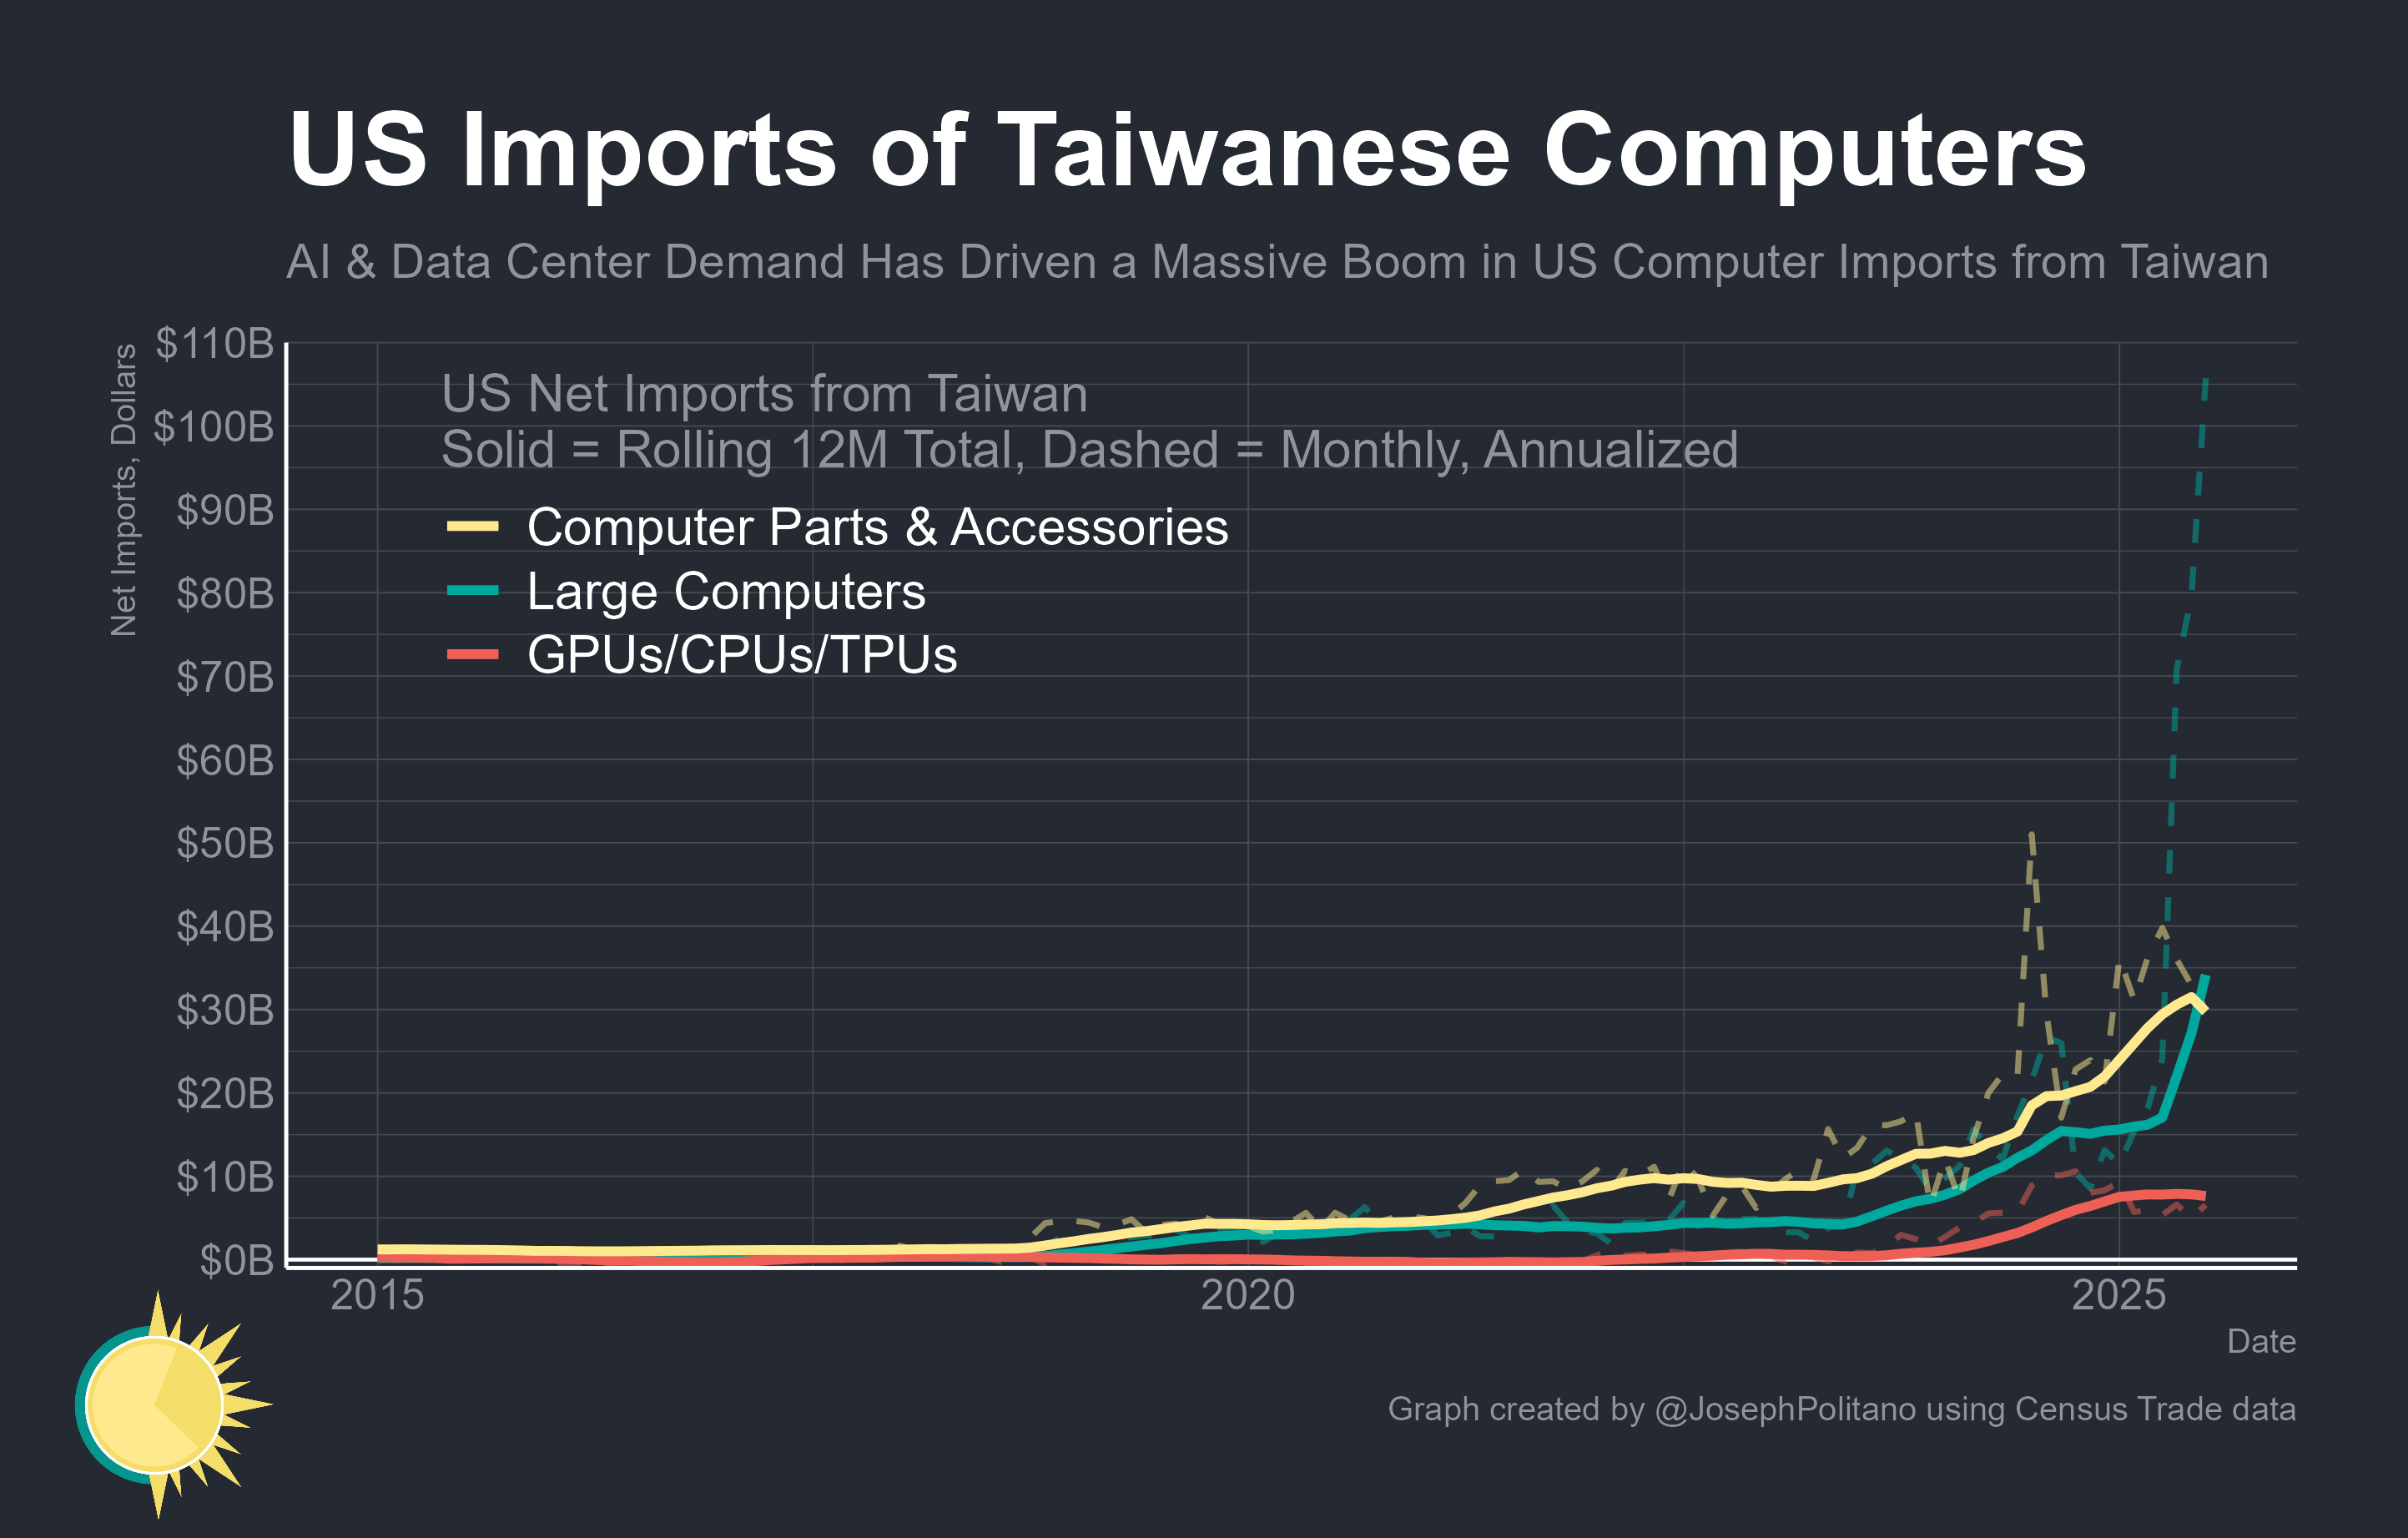 US Imports of Taiwanese Computers
AI & Data Center Demand Has Driven a Massive Boom in US Computer Imports from Taiwan
Net Imports, Dollars
$110B
$100B
$90B
$80B
$70B
$60B
$50B
$40B
$30B
$20B
$10B
$0B
US Net Imports from Taiwan
Solid = Rolling 12M Total, Dashed = Monthly, Annualized
Computer Parts & Accessories
Large Computers
GPUs/CPUs/TPUs
2015
2020
2025
Date
Graph created by @JosephPolitano using Census Trade data